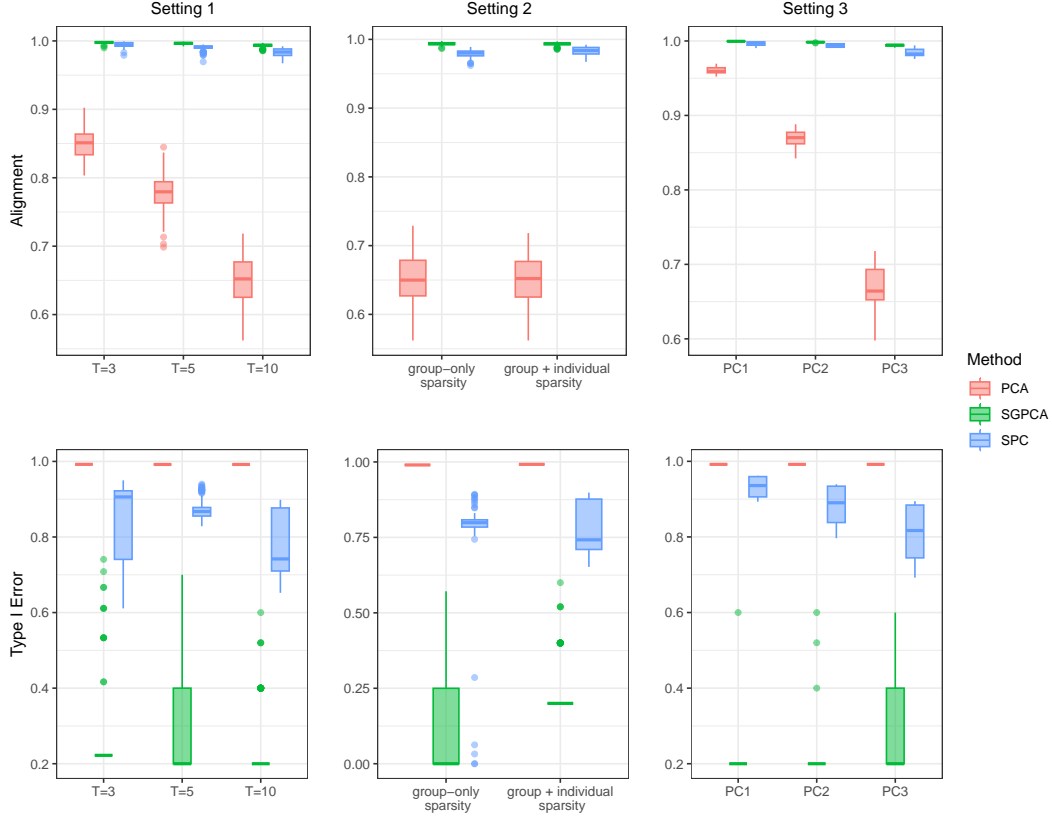 Setting 1
Setting 2
Setting 3
Alignment
1.0
0.9
0.8
0.7
0.6
T=3
T=5
T=10
1.0
0.9
0.8
0.7
0.6
group−only
sparsity
group + individual
sparsity
1.0
0.9
0.8
0.7
0.6
PC1
PC2
PC3
Method
PCA
SGPCA
SPC
Type I Error
1.0
0.8
0.6
0.4
0.2
T=3
T=5
T=10
1.00
0.75
0.50
0.25
0.00
group−only
sparsity
group + individual
sparsity
1.0
0.8
0.6
0.4
0.2
PC1
PC2
PC3